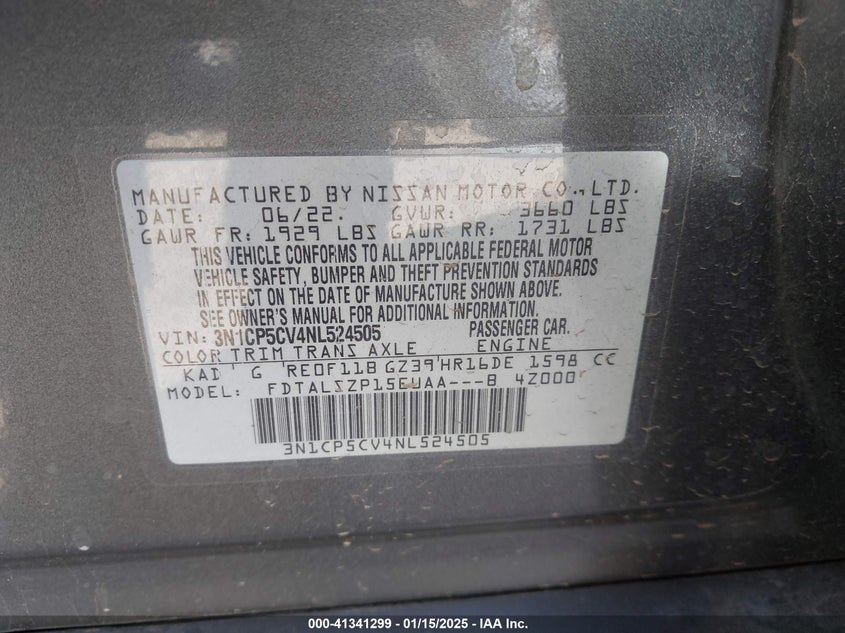 MANUFACTURED BY NISSAN MOTOR CO., LTD.
DATE: 06/22. GVWR: 3660 LBS
GAWR FR: 1929 LBS GAWR RR: 1731 LBS
THIS VEHICLE CONFORMS TO ALL APPLICABLE FEDERAL MOTOR
VEHICLE SAFETY, BUMPER AND THEFT PREVENTION STANDARDS
IN EFFECT ON THE DATE OF MANUFACTURE SHOWN ABOVE.
SEE OWNER'S MANUAL FOR ADDITIONAL INFORMATION.
VIN: 3N1CP5CV4NL524505 PASSENGER CAR.
COLOR TRIM TRANS AXLE ENGINE
KAD G RE0F11B GZ39 HR16DE 1598 CC
MODEL: FDTALSZP15EUAA---B 4Z000
3N1CP5CV4NL524505
000-41341299 - 01/15/2025 - IAA Inc.